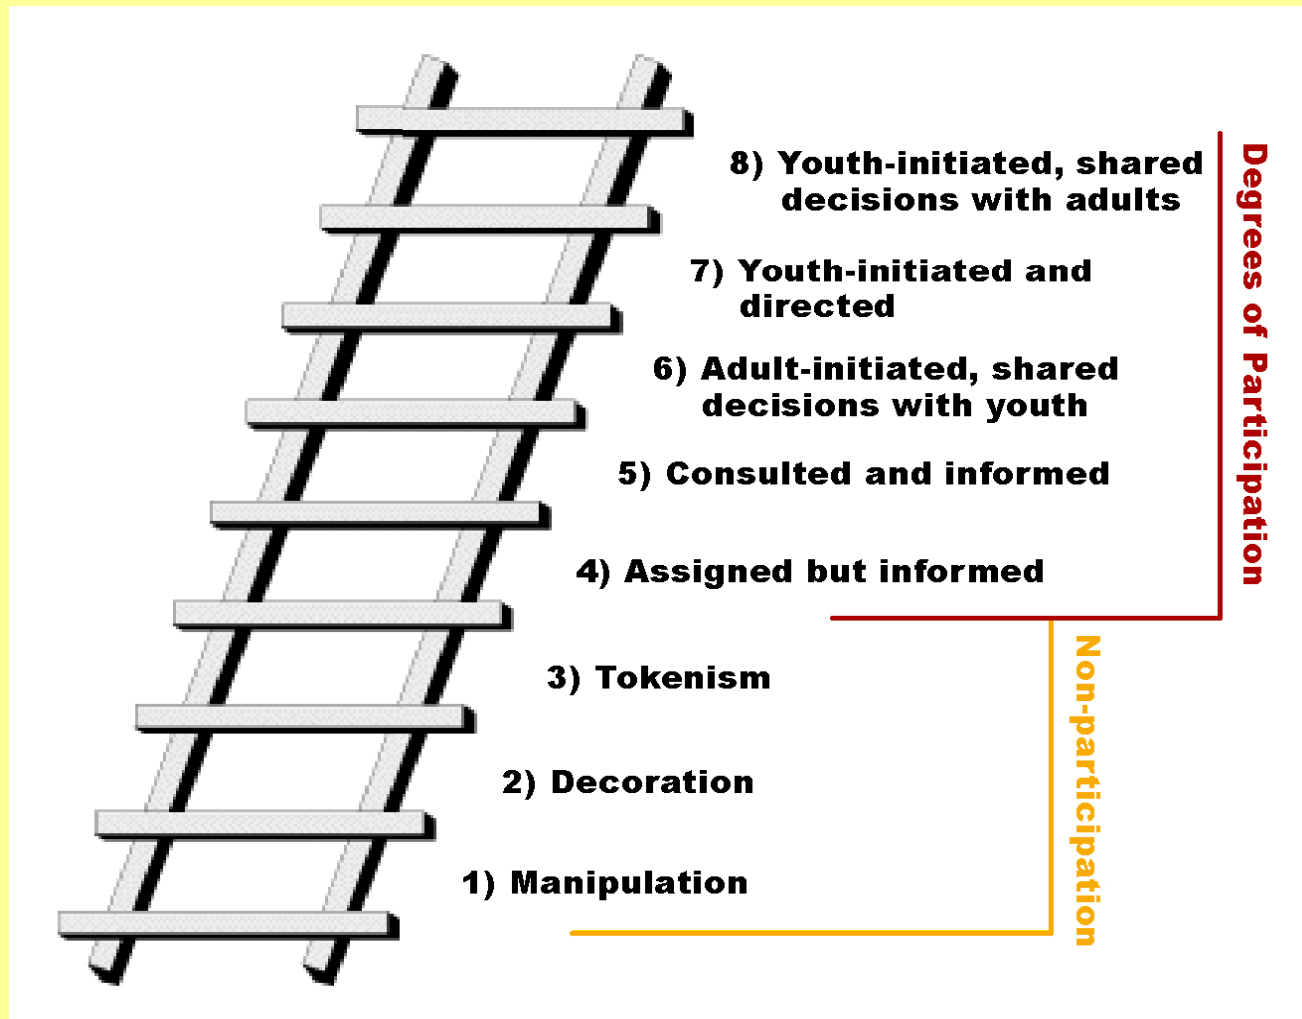 8) Youth-initiated, shared
decisions with adults
7) Youth-initiated and
directed
6) Adult-initiated, shared
decisions with youth
5) Consulted and informed
4) Assigned but informed
3) Tokenism
2) Decoration
1) Manipulation
Degrees of Participation
Non-participation